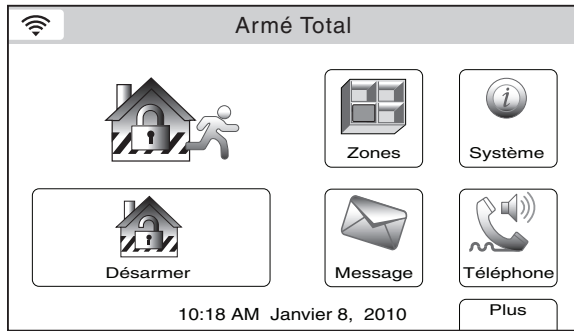 Armé Total
Zones
Système
Désarmer
Message
Téléphone
10:18 AM Janvier 8, 2010
Plus